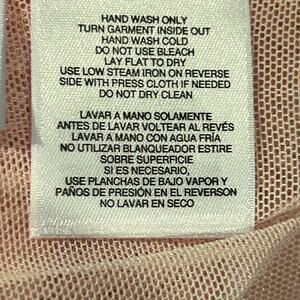 HAND WASH ONLY
TURN GARMENT INSIDE OUT
HAND WASH COLD
DO NOT USE BLEACH
LAY FLAT TO DRY
USE LOW STEAM IRON ON REVERSE
SIDE WITH PRESS CLOTH IF NEEDED
DO NOT DRY CLEAN
LAVAR A MANO SOLAMENTE
ANTES DE LAVAR VOLTEAR AL REVÉS
LAVAR A MANO CON AGUA FRÍA
NO UTILIZAR BLANQUEADOR ESTIRE
SOBRE SUPERFICIE
SI ES NECESARIO,
USE PLANCHAS DE BAJO VAPOR Y
PAÑOS DE PRESIÓN EN EL REVERSON
NO LAVAR EN SECO